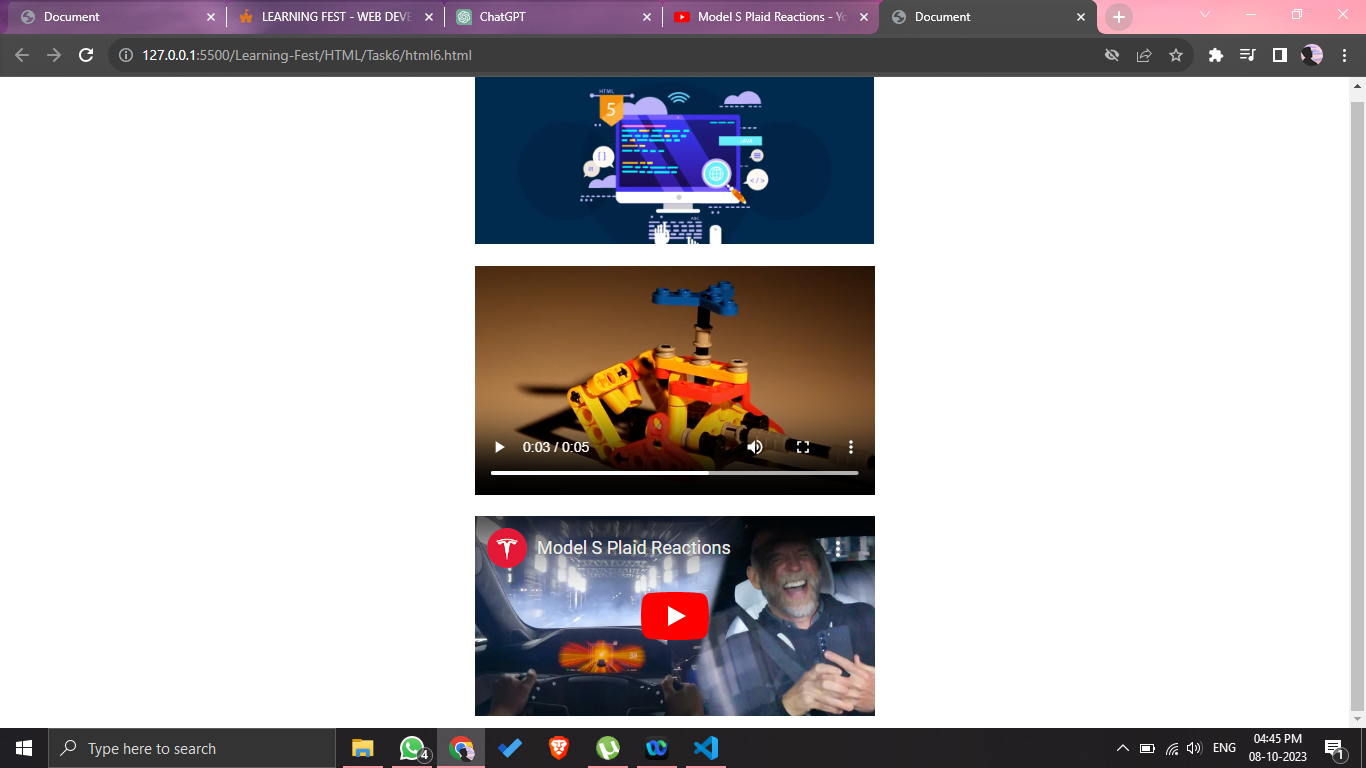 Document
LEARNING FEST - WEB DEVE
ChatGPT
Model S Plaid Reactions - Yo
Document
127.0.0.1:5500/Learning-Fest/HTML/Task6/html6.html
HTML
5
JAVA
{ }
</>
ABC
0:03 / 0:05
Model S Plaid Reactions
Type here to search
4
ENG
04:45 PM
08-10-2023
1